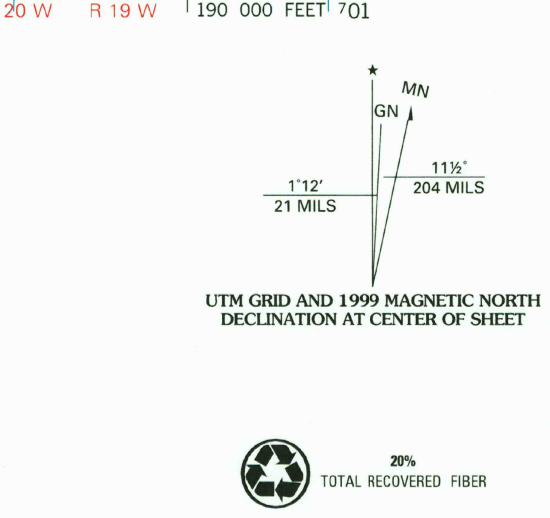 20 W R 19 W 190 000 FEET ⁷01
★
MN
GN
11½°
204 MILS
1°12′
21 MILS
UTM GRID AND 1999 MAGNETIC NORTH
DECLINATION AT CENTER OF SHEET
20%
TOTAL RECOVERED FIBER